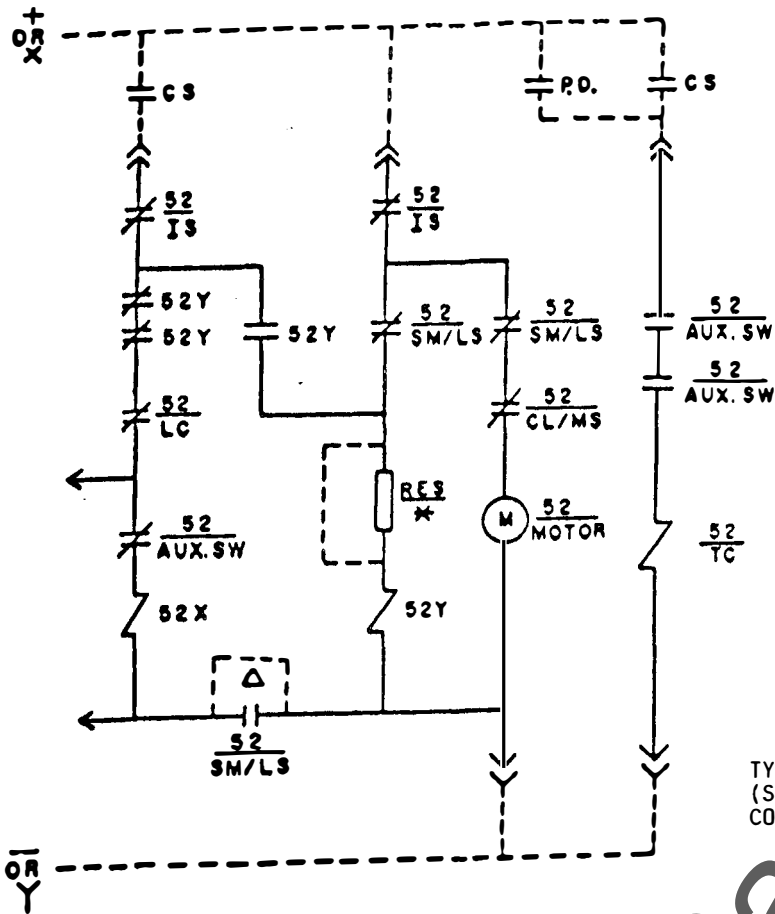 +
OR
X
CS
P.D.
CS
52
IS
52
IS
52Y
52Y
52Y
52
SM/LS
52
SM/LS
52
AUX. SW
52
AUX. SW
52
LC
52
CL/MS
RES
*
M
52
MOTOR
52
AUX. SW
52
TC
52X
52Y
Δ
52
SM/LS
TY
(S
CO
—
OR
Y